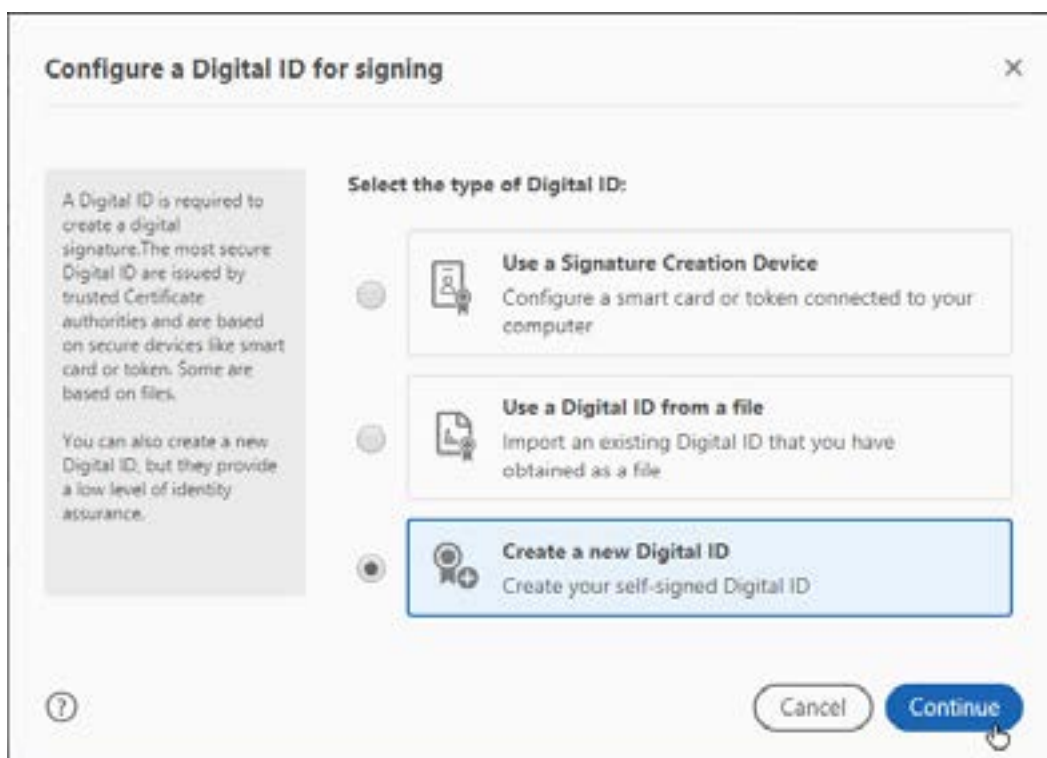 Configure a Digital ID for signing
A Digital ID is required to
create a digital
signature.The most secure
Digital ID are issued by
trusted Certificate
authorities and are based
on secure devices like smart
card or token. Some are
based on files.
You can also create a new
Digital ID, but they provide
a low level of identity
assurance.
Select the type of Digital ID:
Use a Signature Creation Device
Configure a smart card or token connected to your
computer
Use a Digital ID from a file
Import an existing Digital ID that you have
obtained as a file
Create a new Digital ID
Create your self-signed Digital ID
Cancel
Continue